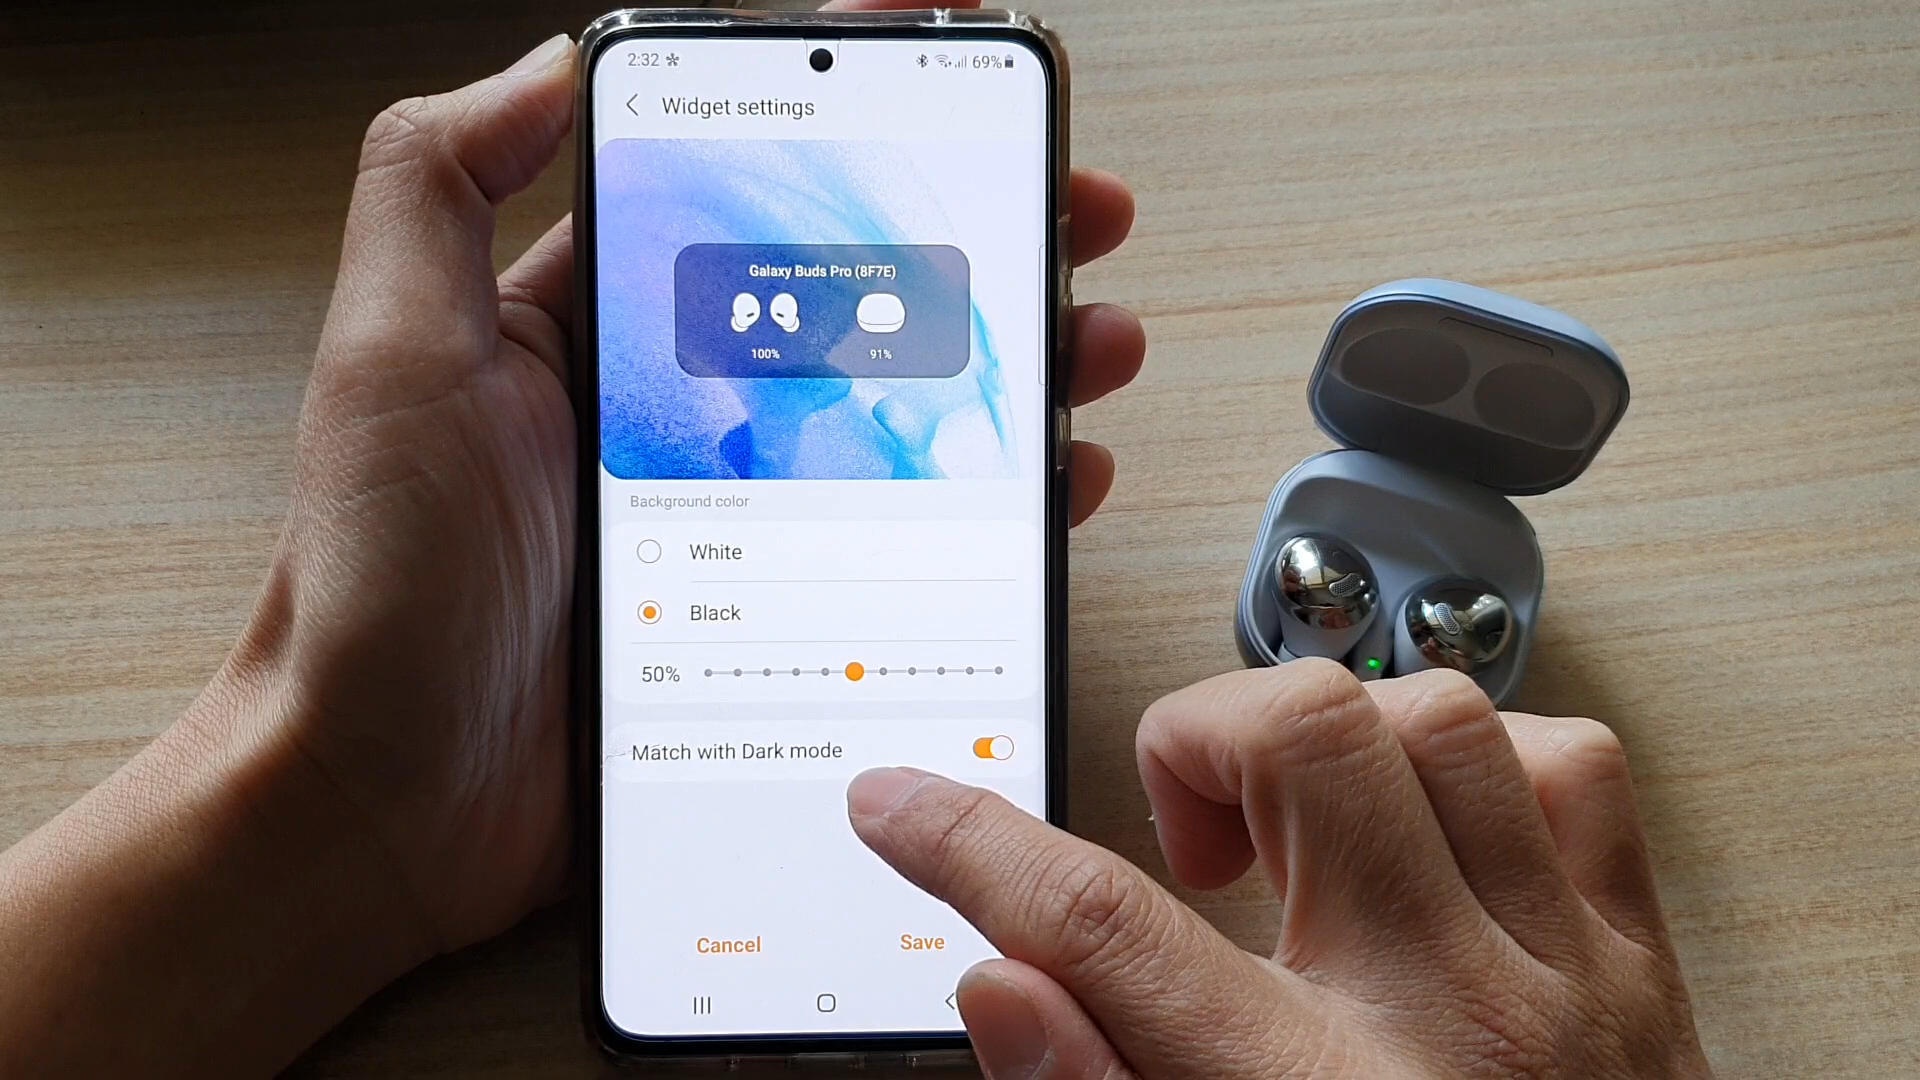 2:32 69%
Widget settings
Galaxy Buds Pro (8F7E)
100% 91%
Background color
White
Black
50%
Match with Dark mode
Cancel Save